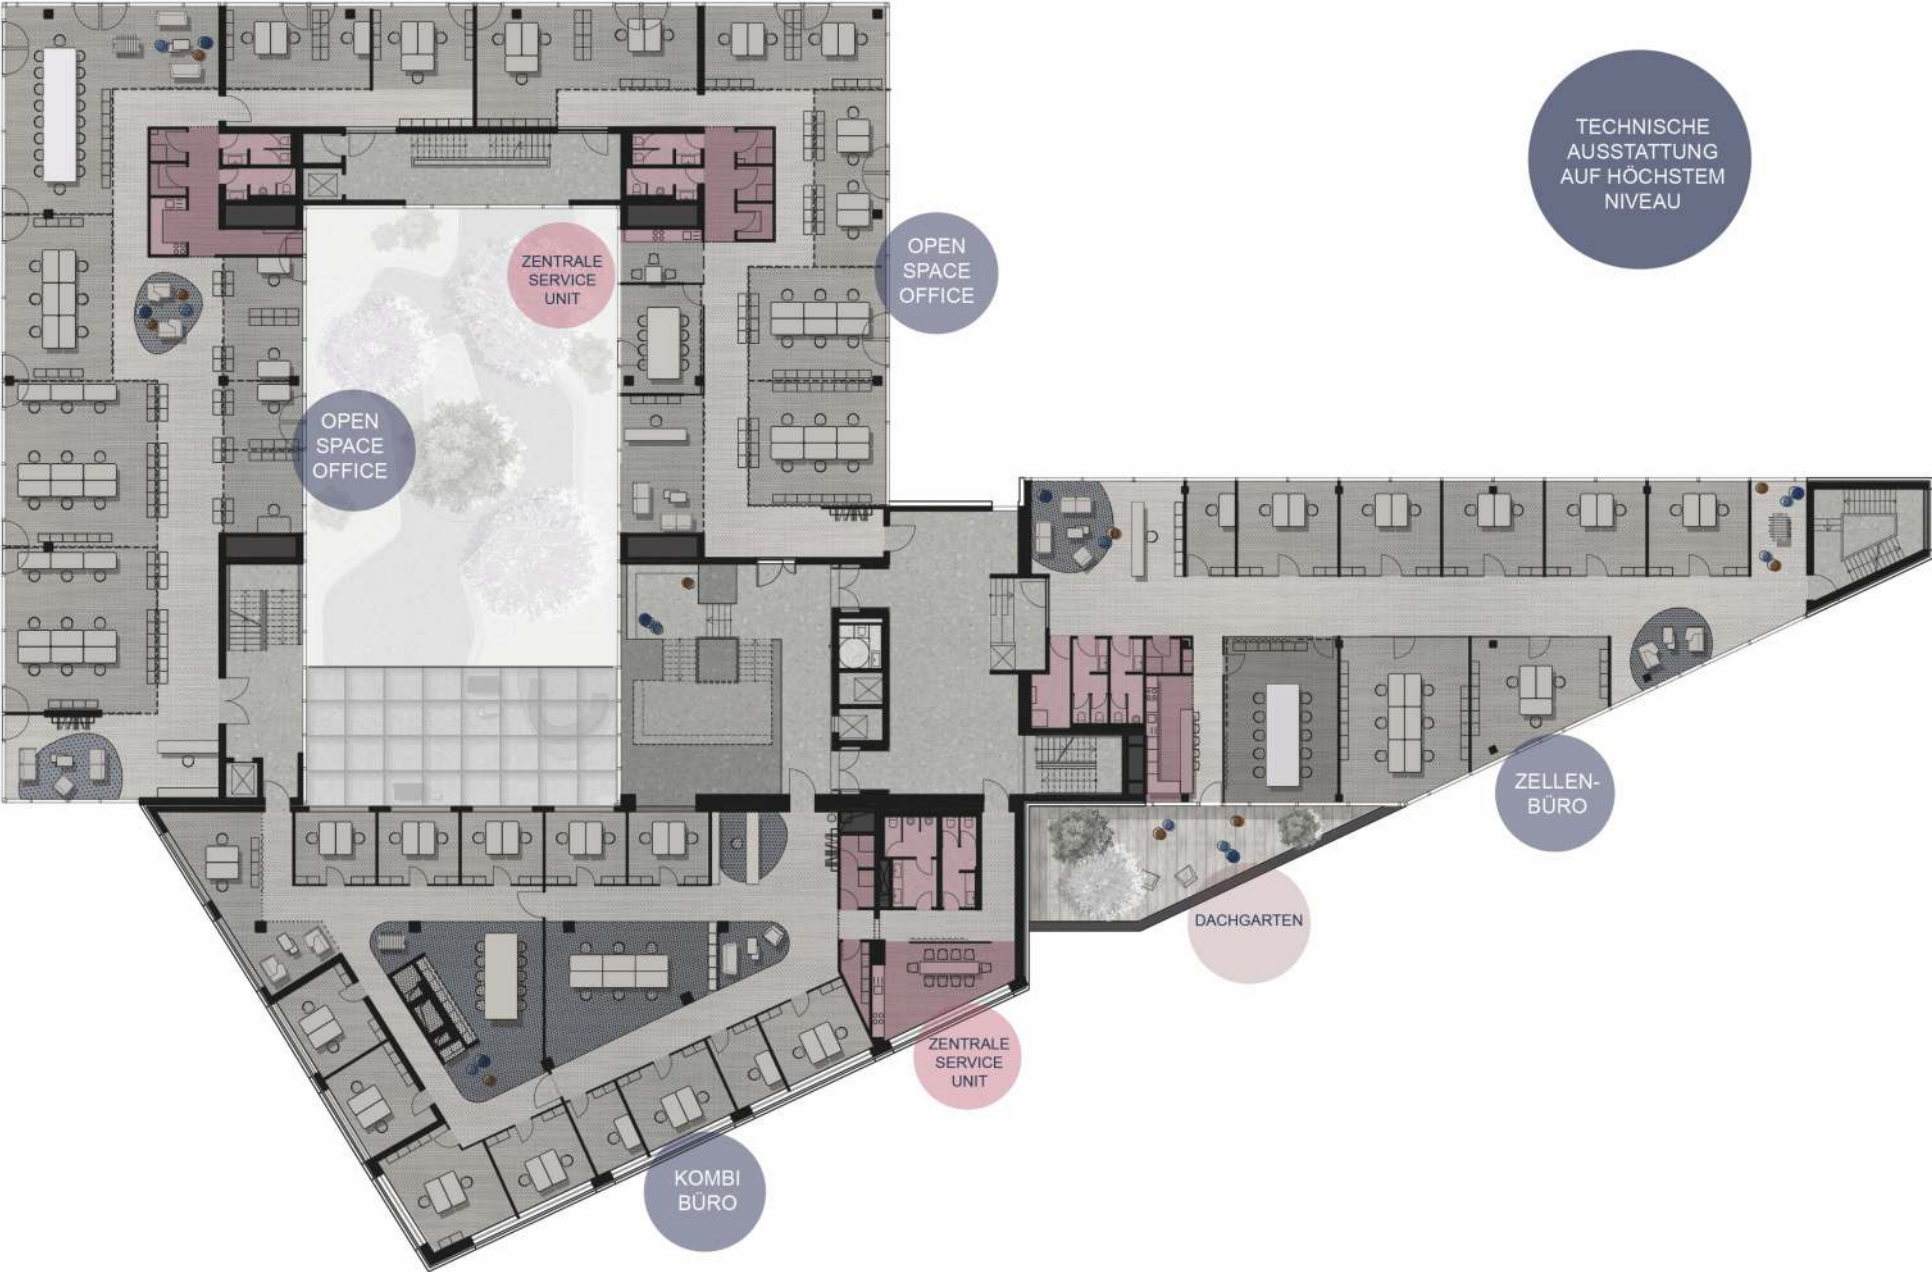 TECHNISCHE
AUSSTATTUNG
AUF HÖCHSTEM
NIVEAU
OPEN
SPACE
OFFICE
ZENTRALE
SERVICE
UNIT
OPEN
SPACE
OFFICE
ZELLEN-
BÜRO
DACHGARTEN
ZENTRALE
SERVICE
UNIT
KOMBI
BÜRO